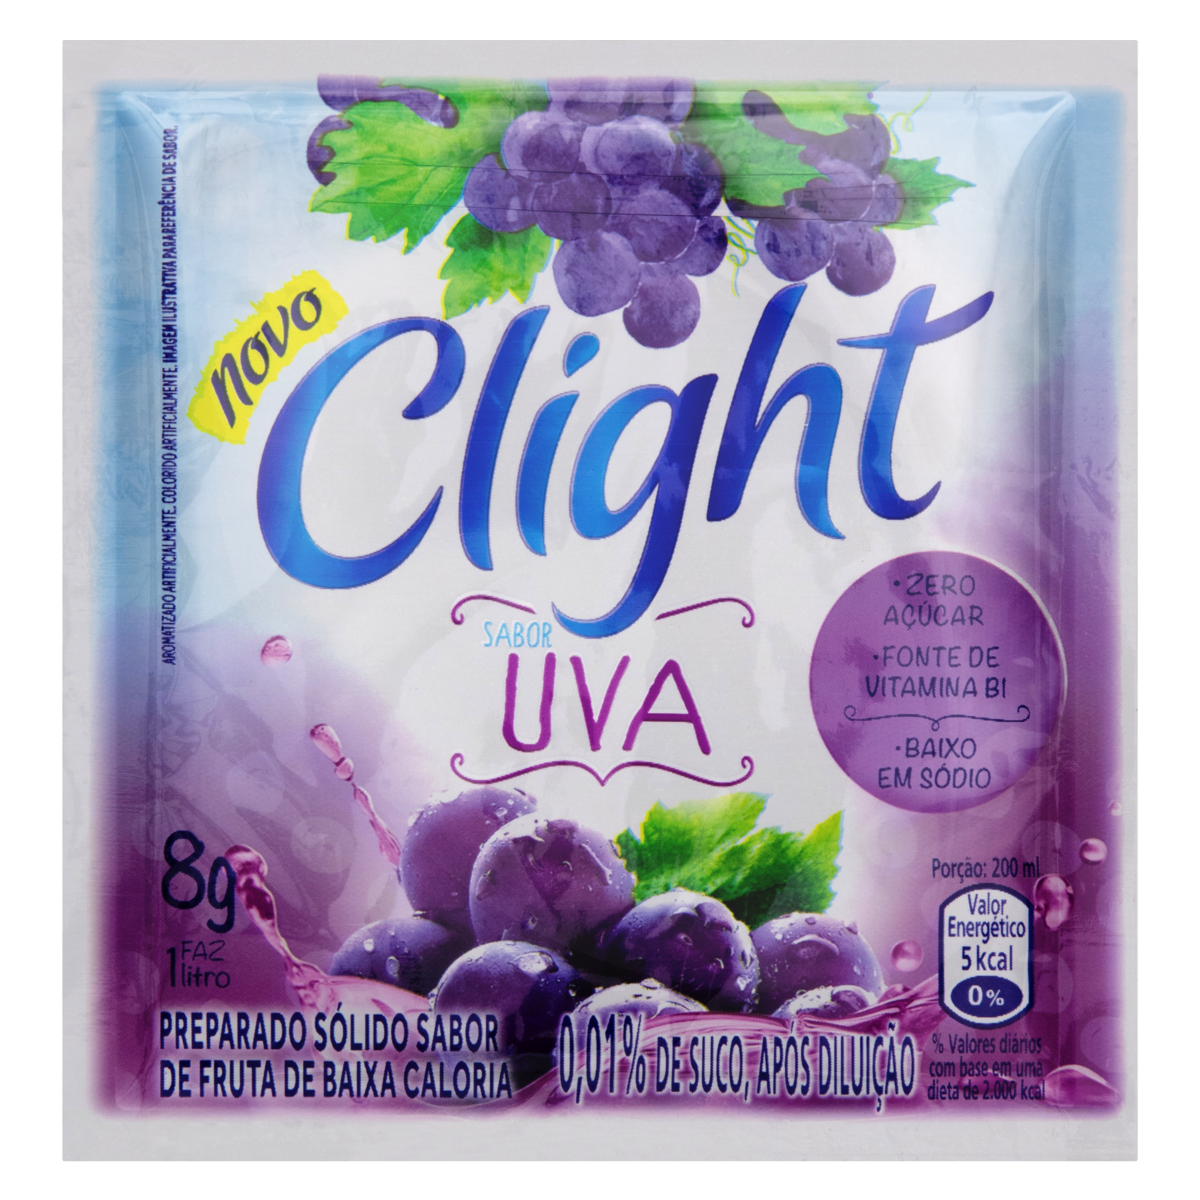 AROMATIZADO ARTIFICIALMENTE. COLORIDO ARTIFICIALMENTE. IMAGEM ILUSTRATIVA PARA REFERÊNCIA DE SABOR.
NOVO
Clight
SABOR
UVA
• ZERO
AÇÚCAR
• FONTE DE
VITAMINA B1
• BAIXO
EM SÓDIO
8g
FAZ
1 litro
PREPARADO SÓLIDO SABOR
DE FRUTA DE BAIXA CALORIA
0,01% DE SUCO, APÓS DILUIÇÃO
Porção: 200 ml
Valor
Energético
5 kcal
0%
% Valores diários
com base em uma
dieta de 2.000 kcal